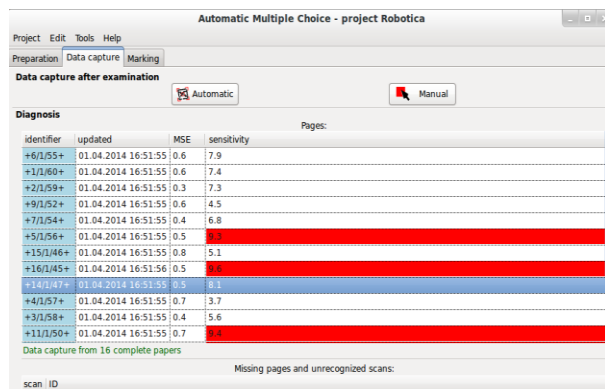 Automatic Multiple Choice - project Robotica
Project Edit Tools Help
Preparation Data capture Marking
Data capture after examination
Automatic Manual
Diagnosis
Pages:
identifier updated MSE sensitivity
+6/1/55+ 01.04.2014 16:51:55 0.6 7.9
+1/1/60+ 01.04.2014 16:51:55 0.6 7.4
+2/1/59+ 01.04.2014 16:51:55 0.3 7.3
+9/1/52+ 01.04.2014 16:51:55 0.6 4.5
+7/1/54+ 01.04.2014 16:51:55 0.4 6.8
+5/1/56+ 01.04.2014 16:51:55 0.5 9.3
+15/1/46+ 01.04.2014 16:51:55 0.8 5.1
+16/1/45+ 01.04.2014 16:51:56 0.5 9.6
+14/1/47+ 01.04.2014 16:51:55 0.5 8.1
+4/1/57+ 01.04.2014 16:51:55 0.7 3.7
+3/1/58+ 01.04.2014 16:51:55 0.4 5.6
+11/1/50+ 01.04.2014 16:51:55 0.7 9.4
Data capture from 16 complete papers
Missing pages and unrecognized scans:
scan ID